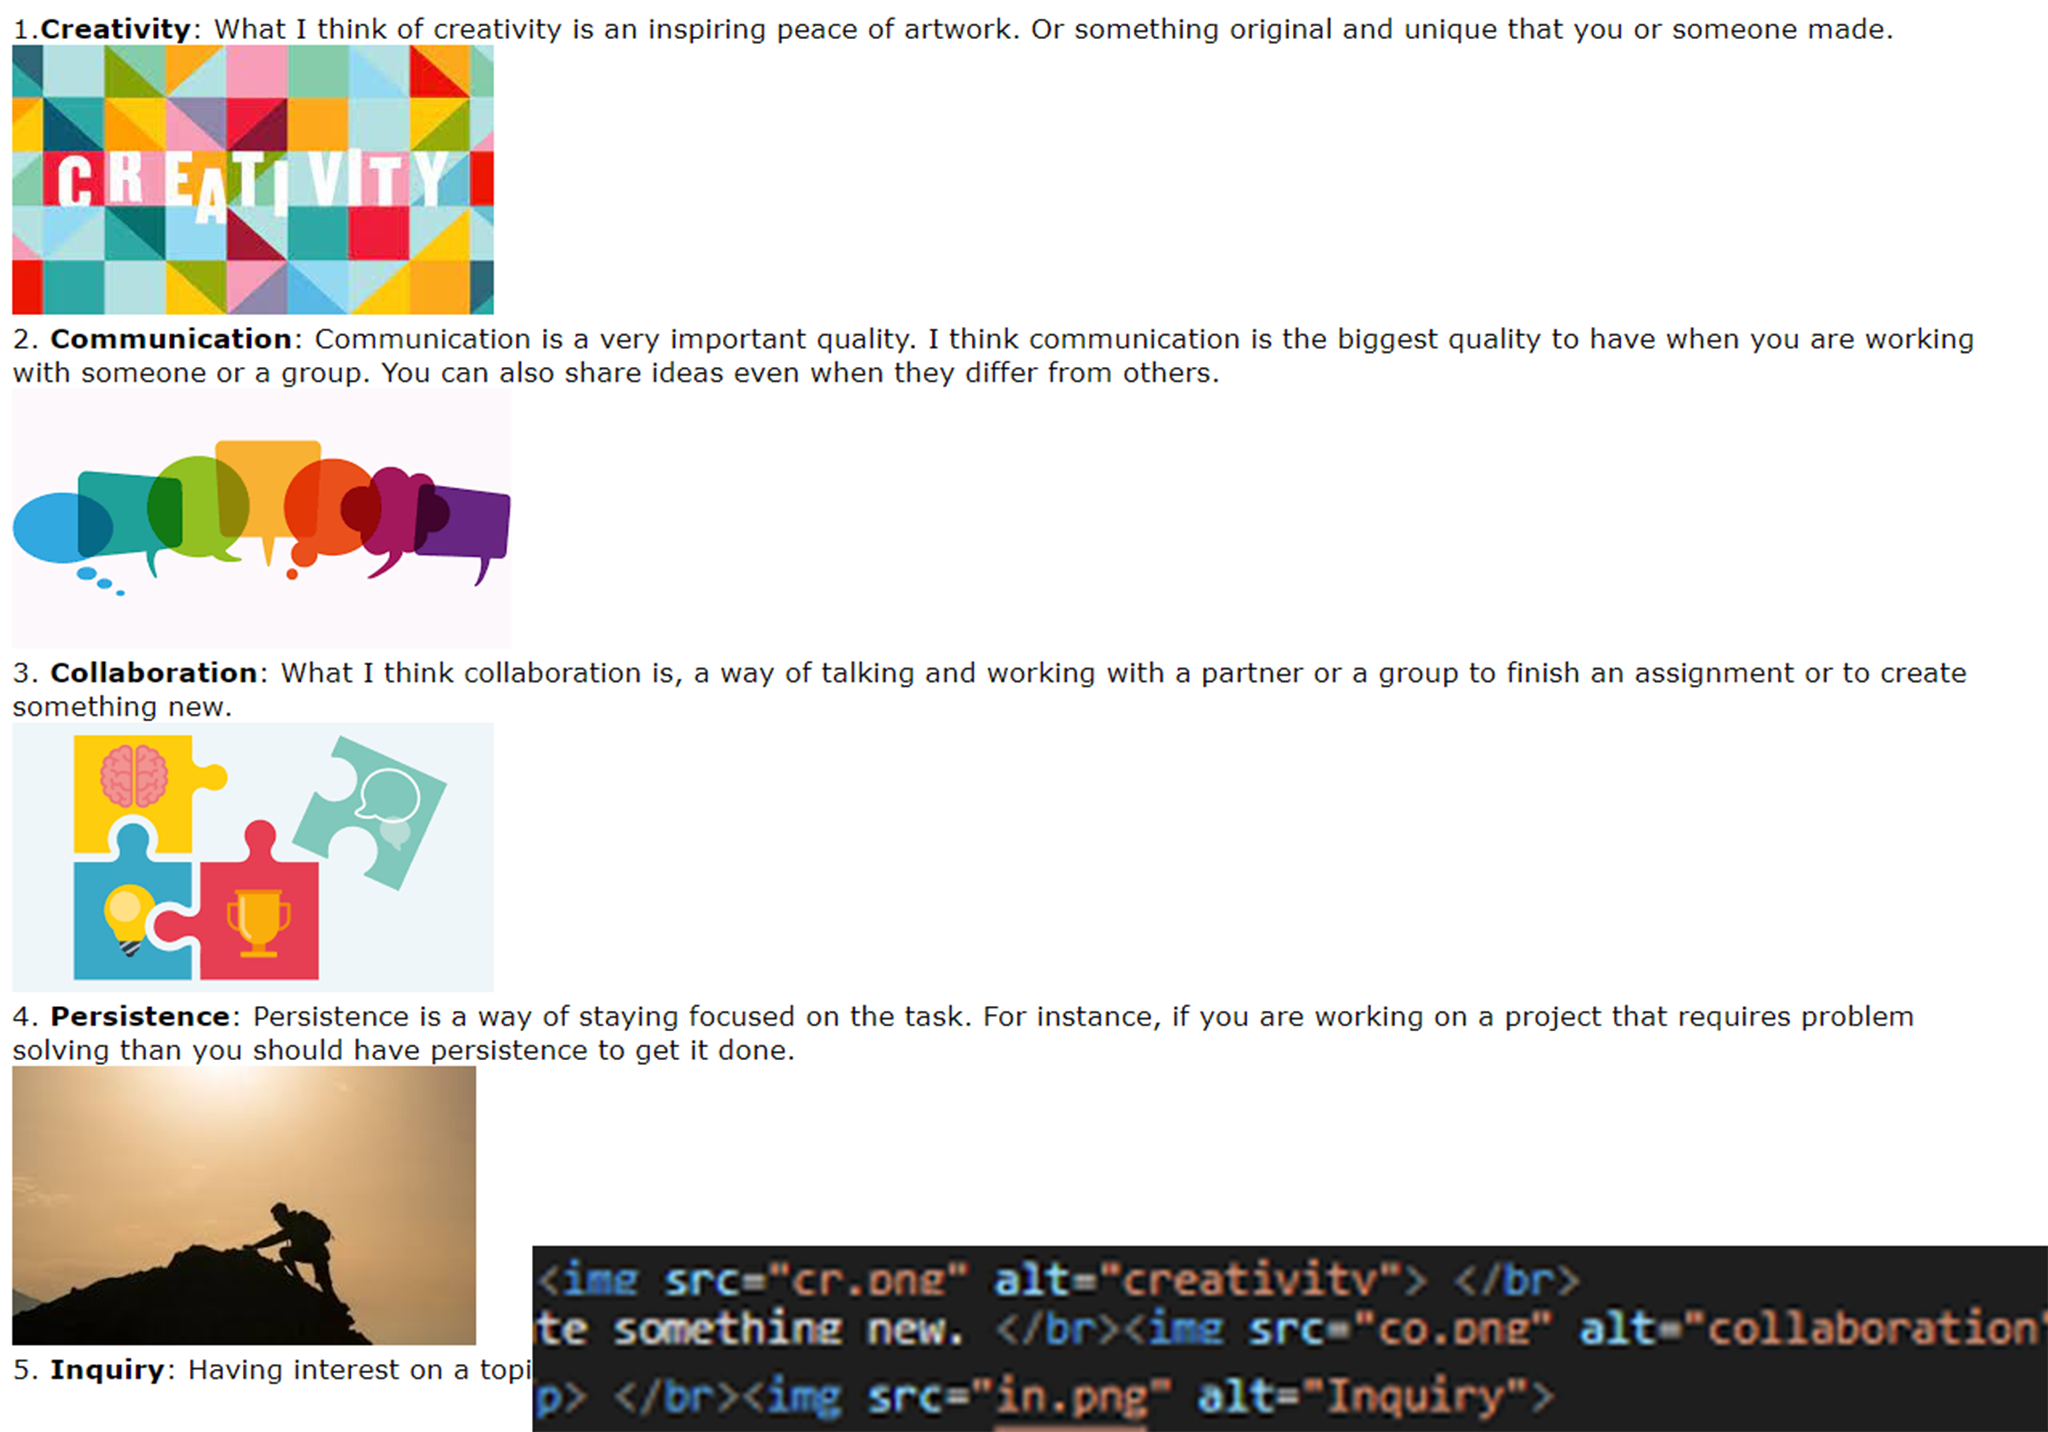 1.Creativity: What I think of creativity is an inspiring peace of artwork. Or something original and unique that you or someone made.
CREATIVITY
2. Communication: Communication is a very important quality. I think communication is the biggest quality to have when you are working
with someone or a group. You can also share ideas even when they differ from others.
3. Collaboration: What I think collaboration is, a way of talking and working with a partner or a group to finish an assignment or to create
something new.
4. Persistence: Persistence is a way of staying focused on the task. For instance, if you are working on a project that requires problem
solving than you should have persistence to get it done.
5. Inquiry: Having interest on a topi
<img src="cr.png" alt="creativity"> </br>
te something new. </br><img src="co.png" alt="collaboration"
p> </br><img src="in.png" alt="Inquiry">